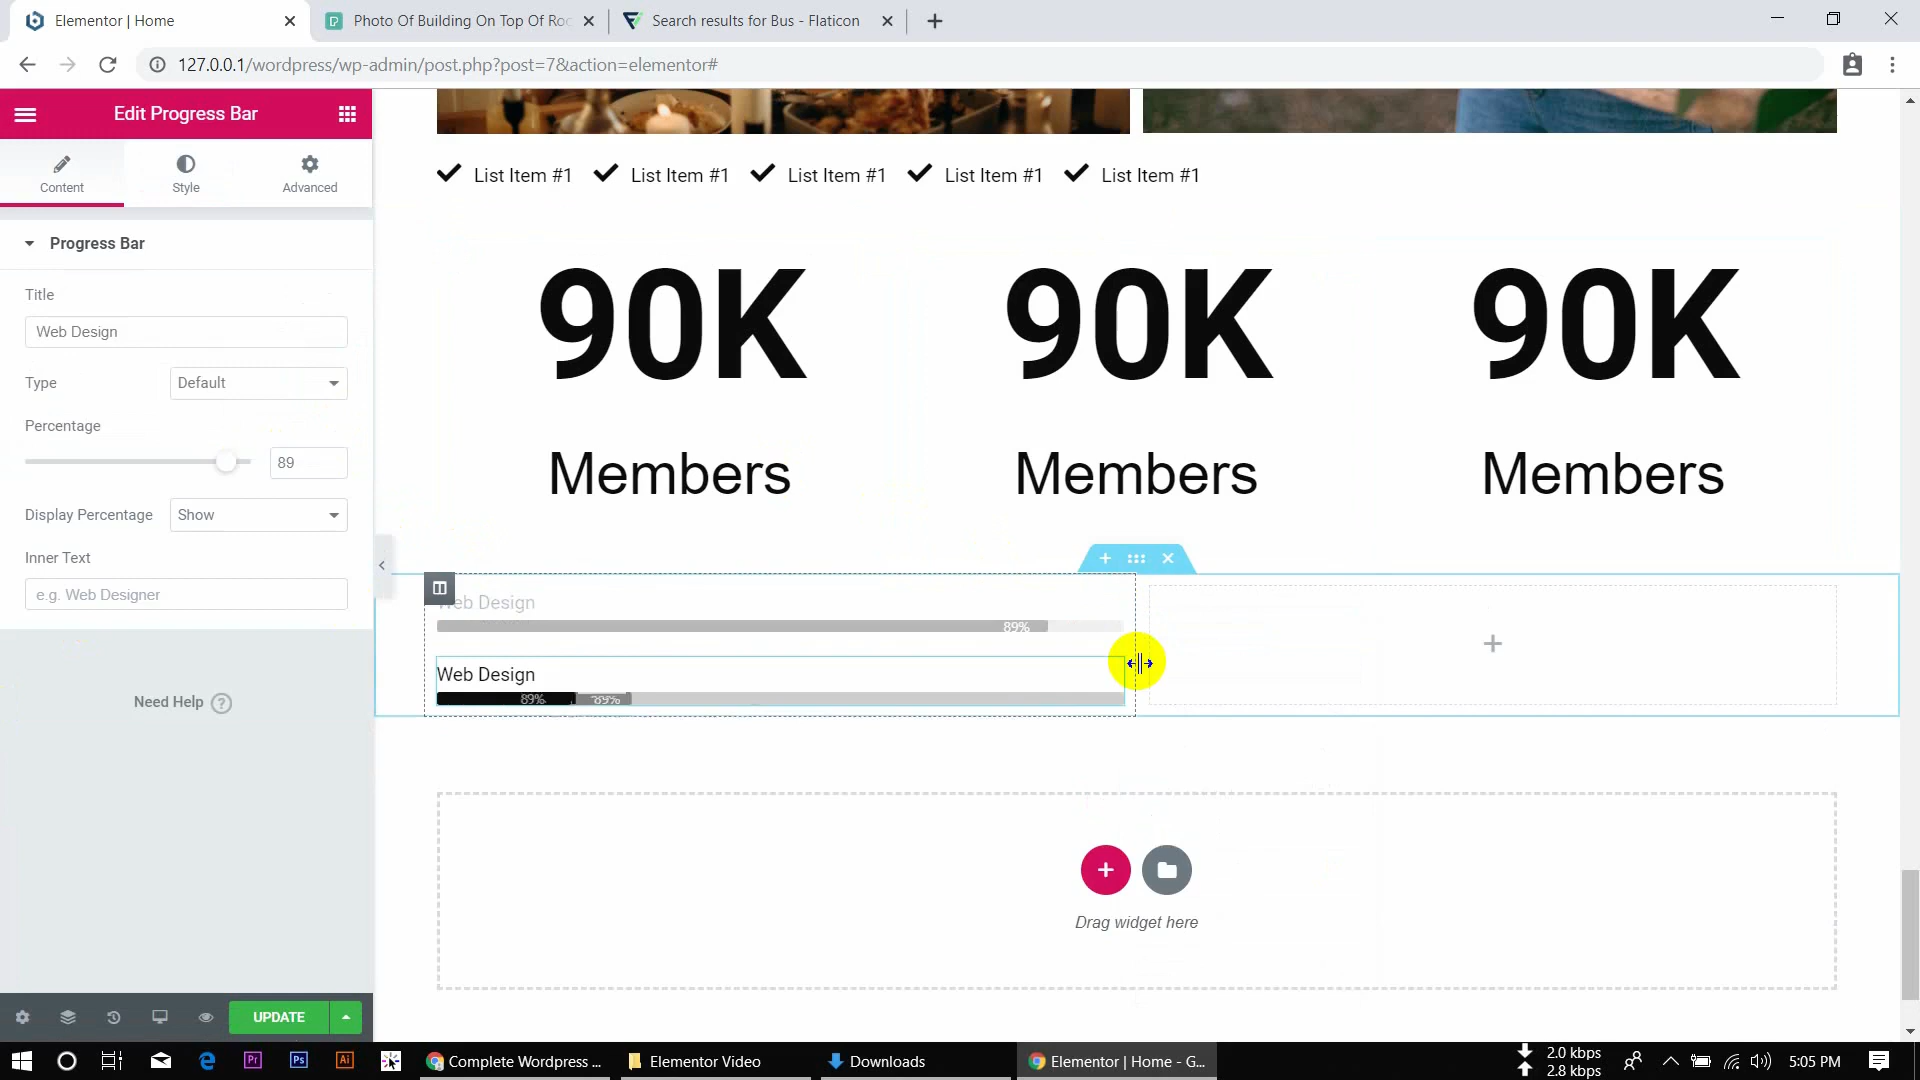 Elementor | Home
Photo Of Building On Top Of Roc
Search results for Bus - Flaticon
127.0.0.1/wordpress/wp-admin/post.php?post=7&action=elementor#
Edit Progress Bar
Content
Style
Advanced
Progress Bar
Title
Web Design
Type
Default
Percentage
89
Display Percentage
Show
Inner Text
e.g. Web Designer
Need Help ?
UPDATE
List Item #1 List Item #1 List Item #1 List Item #1 List Item #1
90K 90K 90K
Members Members Members
Web Design
89%
Web Design
89% 89%
Drag widget here
Pr Ps Ai
Complete Wordpress ...
Elementor Video
Downloads
Elementor | Home - G...
2.0 kbps
2.8 kbps
5:05 PM